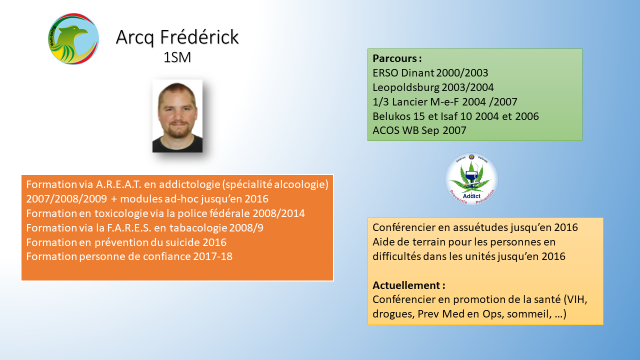 Arcq Frédérick
1SM
Parcours :
ERSO Dinant 2000/2003
Leopoldsburg 2003/2004
1/3 Lancier M-e-F 2004 /2007
Belukos 15 et Isaf 10 2004 et 2006
ACOS WB Sep 2007
Formation via A.R.E.A.T. en addictologie (spécialité alcoologie)
2007/2008/2009 + modules ad-hoc jusqu’en 2016
Formation en toxicologie via la police fédérale 2008/2014
Formation via la F.A.R.E.S. en tabacologie 2008/9
Formation en prévention du suicide 2016
Formation personne de confiance 2017-18
Addict
Conférencier en assuétudes jusqu’en 2016
Aide de terrain pour les personnes en
difficultés dans les unités jusqu’en 2016
Actuellement :
Conférencier en promotion de la santé (VIH,
drogues, Prev Med en Ops, sommeil, …)